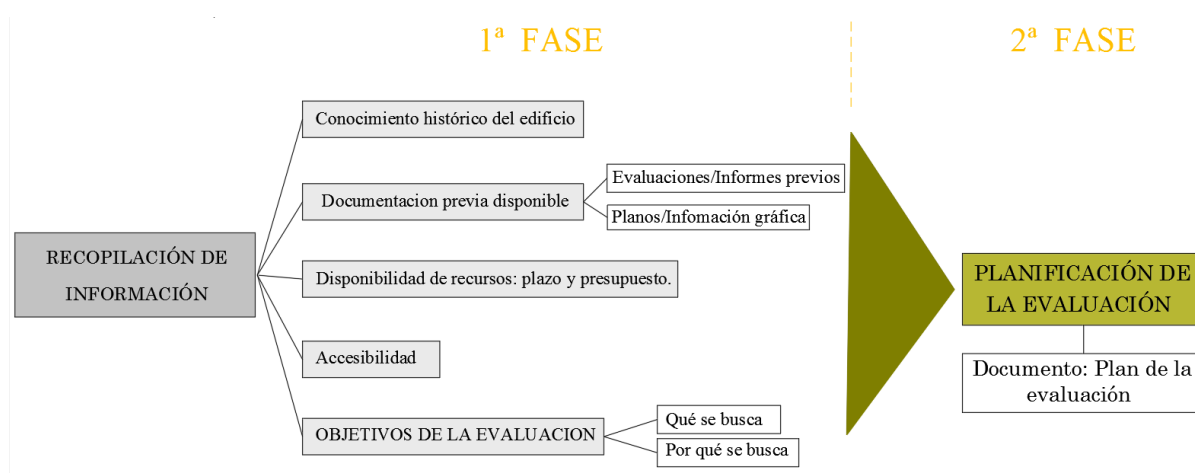 1ª FASE
2ª FASE
Conocimiento histórico del edificio
Documentacion previa disponible
Evaluaciones/Informes previos
Planos/Infomación gráfica
RECOPILACIÓN DE
INFORMACIÓN
Disponibilidad de recursos: plazo y presupuesto.
Accesibilidad
OBJETIVOS DE LA EVALUACION
Qué se busca
Por qué se busca
PLANIFICACIÓN DE
LA EVALUACIÓN
Documento: Plan de la
evaluación